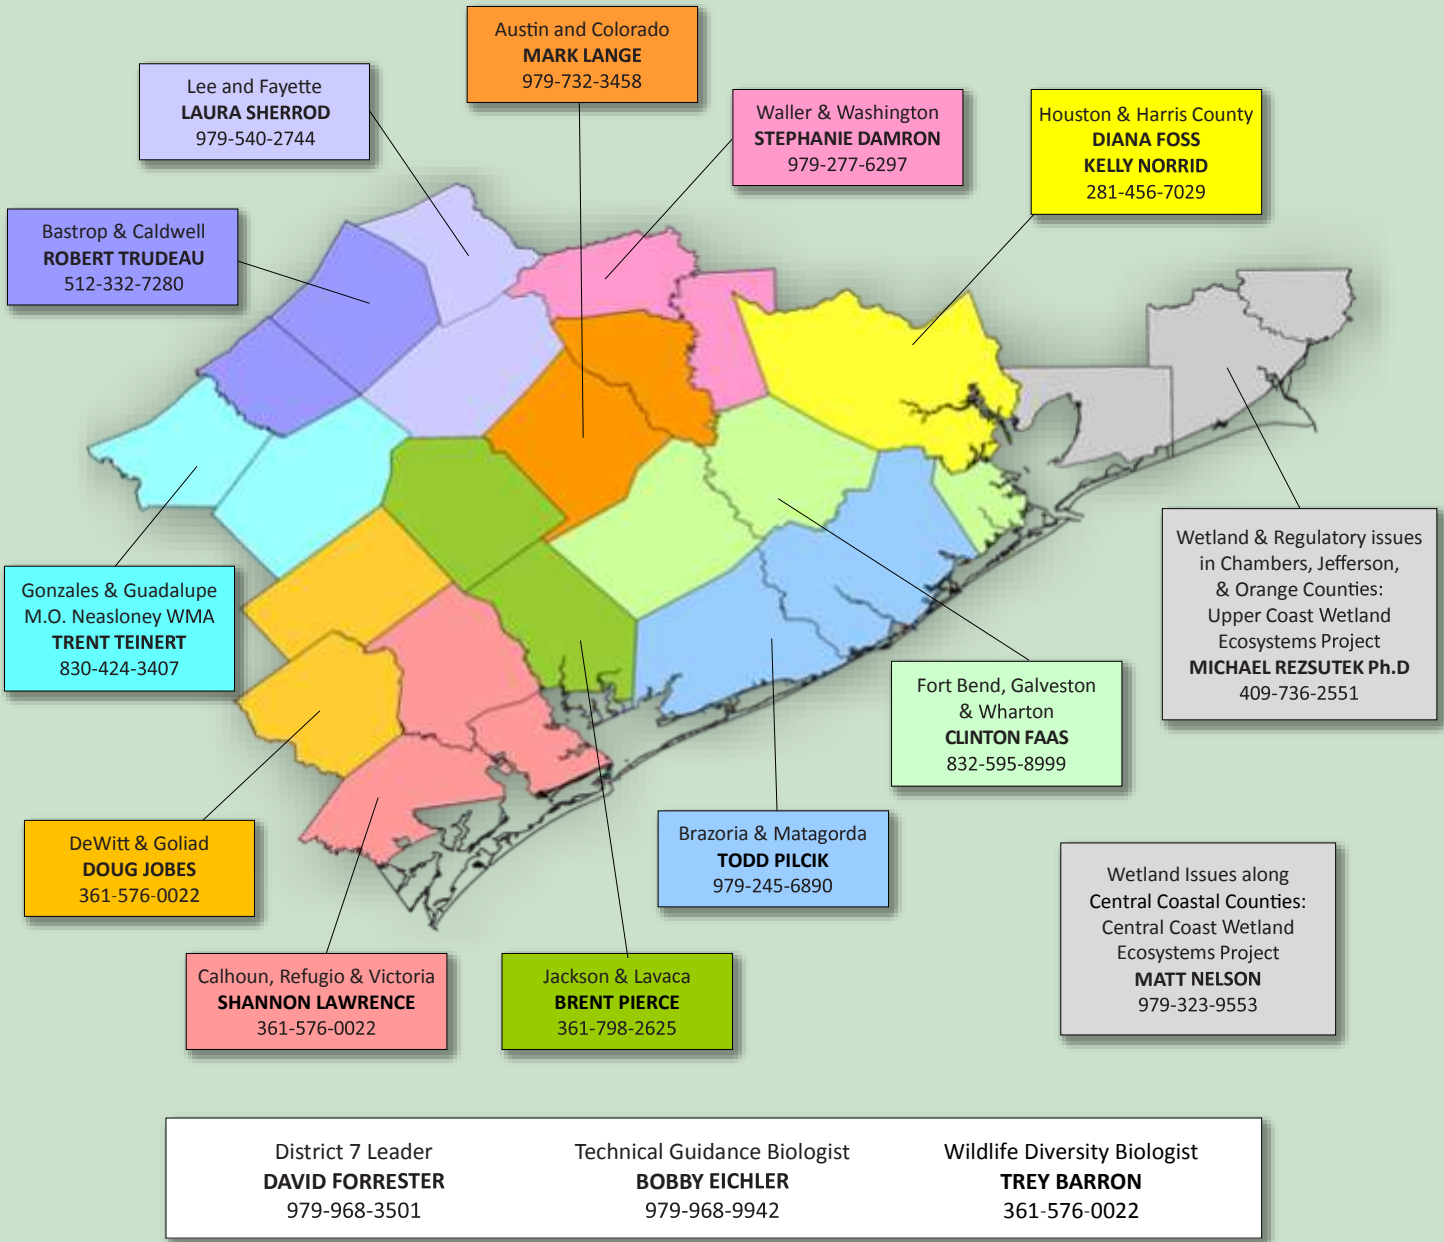 Austin and Colorado
MARK LANGE
979-732-3458
Lee and Fayette
LAURA SHERROD
979-540-2744
Waller & Washington
STEPHANIE DAMRON
979-277-6297
Houston & Harris County
DIANA FOSS
KELLY NORRID
281-456-7029
Bastrop & Caldwell
ROBERT TRUDEAU
512-332-7280
Gonzales & Guadalupe
M.O. Neasloney WMA
TRENT TEINERT
830-424-3407
Wetland & Regulatory issues
in Chambers, Jefferson,
& Orange Counties:
Upper Coast Wetland
Ecosystems Project
MICHAEL REZSUTEK Ph.D
409-736-2551
Fort Bend, Galveston
& Wharton
CLINTON FAAS
832-595-8999
DeWitt & Goliad
DOUG JOBES
361-576-0022
Brazoria & Matagorda
TODD PILCIK
979-245-6890
Wetland Issues along
Central Coastal Counties:
Central Coast Wetland
Ecosystems Project
MATT NELSON
979-323-9553
Calhoun, Refugio & Victoria
SHANNON LAWRENCE
361-576-0022
Jackson & Lavaca
BRENT PIERCE
361-798-2625
District 7 Leader
DAVID FORRESTER
979-968-3501
Technical Guidance Biologist
BOBBY EICHLER
979-968-9942
Wildlife Diversity Biologist
TREY BARRON
361-576-0022